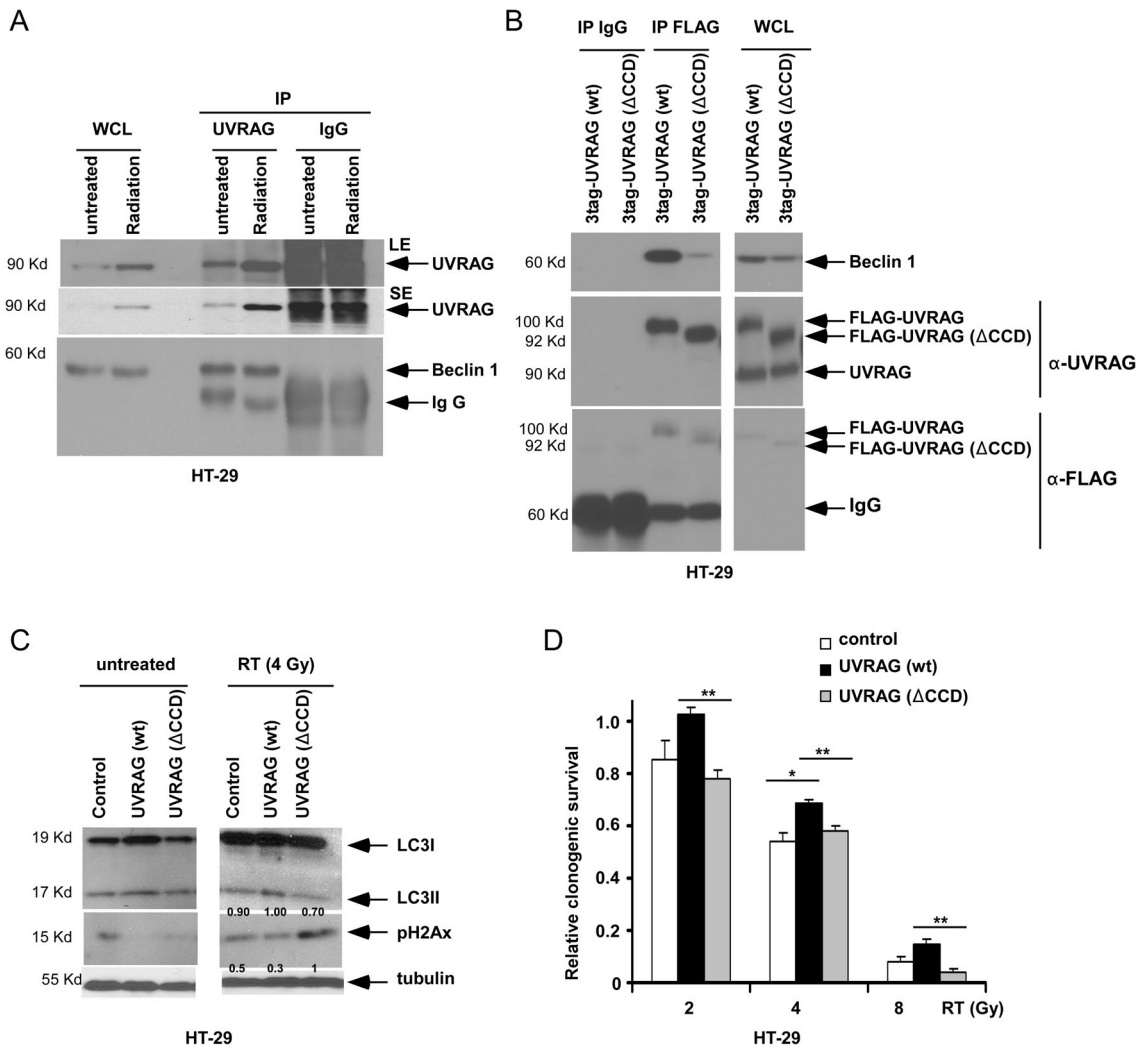 A
IP
WCL
UVRAG
IgG
untreated
Radiation
untreated
Radiation
untreated
Radiation
LE
90 Kd
UVRAG
SE
90 Kd
UVRAG
60 Kd
Beclin 1
Ig G
HT-29
B
IP IgG
IP FLAG
WCL
3tag-UVRAG (wt)
3tag-UVRAG (ΔCCD)
3tag-UVRAG (wt)
3tag-UVRAG (ΔCCD)
3tag-UVRAG (wt)
3tag-UVRAG (ΔCCD)
60 Kd
Beclin 1
100 Kd
FLAG-UVRAG
92 Kd
FLAG-UVRAG (ΔCCD)
90 Kd
UVRAG
α-UVRAG
100 Kd
FLAG-UVRAG
92 Kd
FLAG-UVRAG (ΔCCD)
60 Kd
IgG
α-FLAG
HT-29
C
untreated
RT (4 Gy)
Control
UVRAG (wt)
UVRAG (ΔCCD)
Control
UVRAG (wt)
UVRAG (ΔCCD)
19 Kd
LC3I
17 Kd
LC3II
0.90 1.00 0.70
15 Kd
pH2Ax
0.5 0.3 1
55 Kd
tubulin
HT-29
D
control
UVRAG (wt)
UVRAG (ΔCCD)
Relative clonogenic survival
1.0
0.8
0.6
0.4
0.2
0
**
*
**
**
2 4 8 RT (Gy)
HT-29